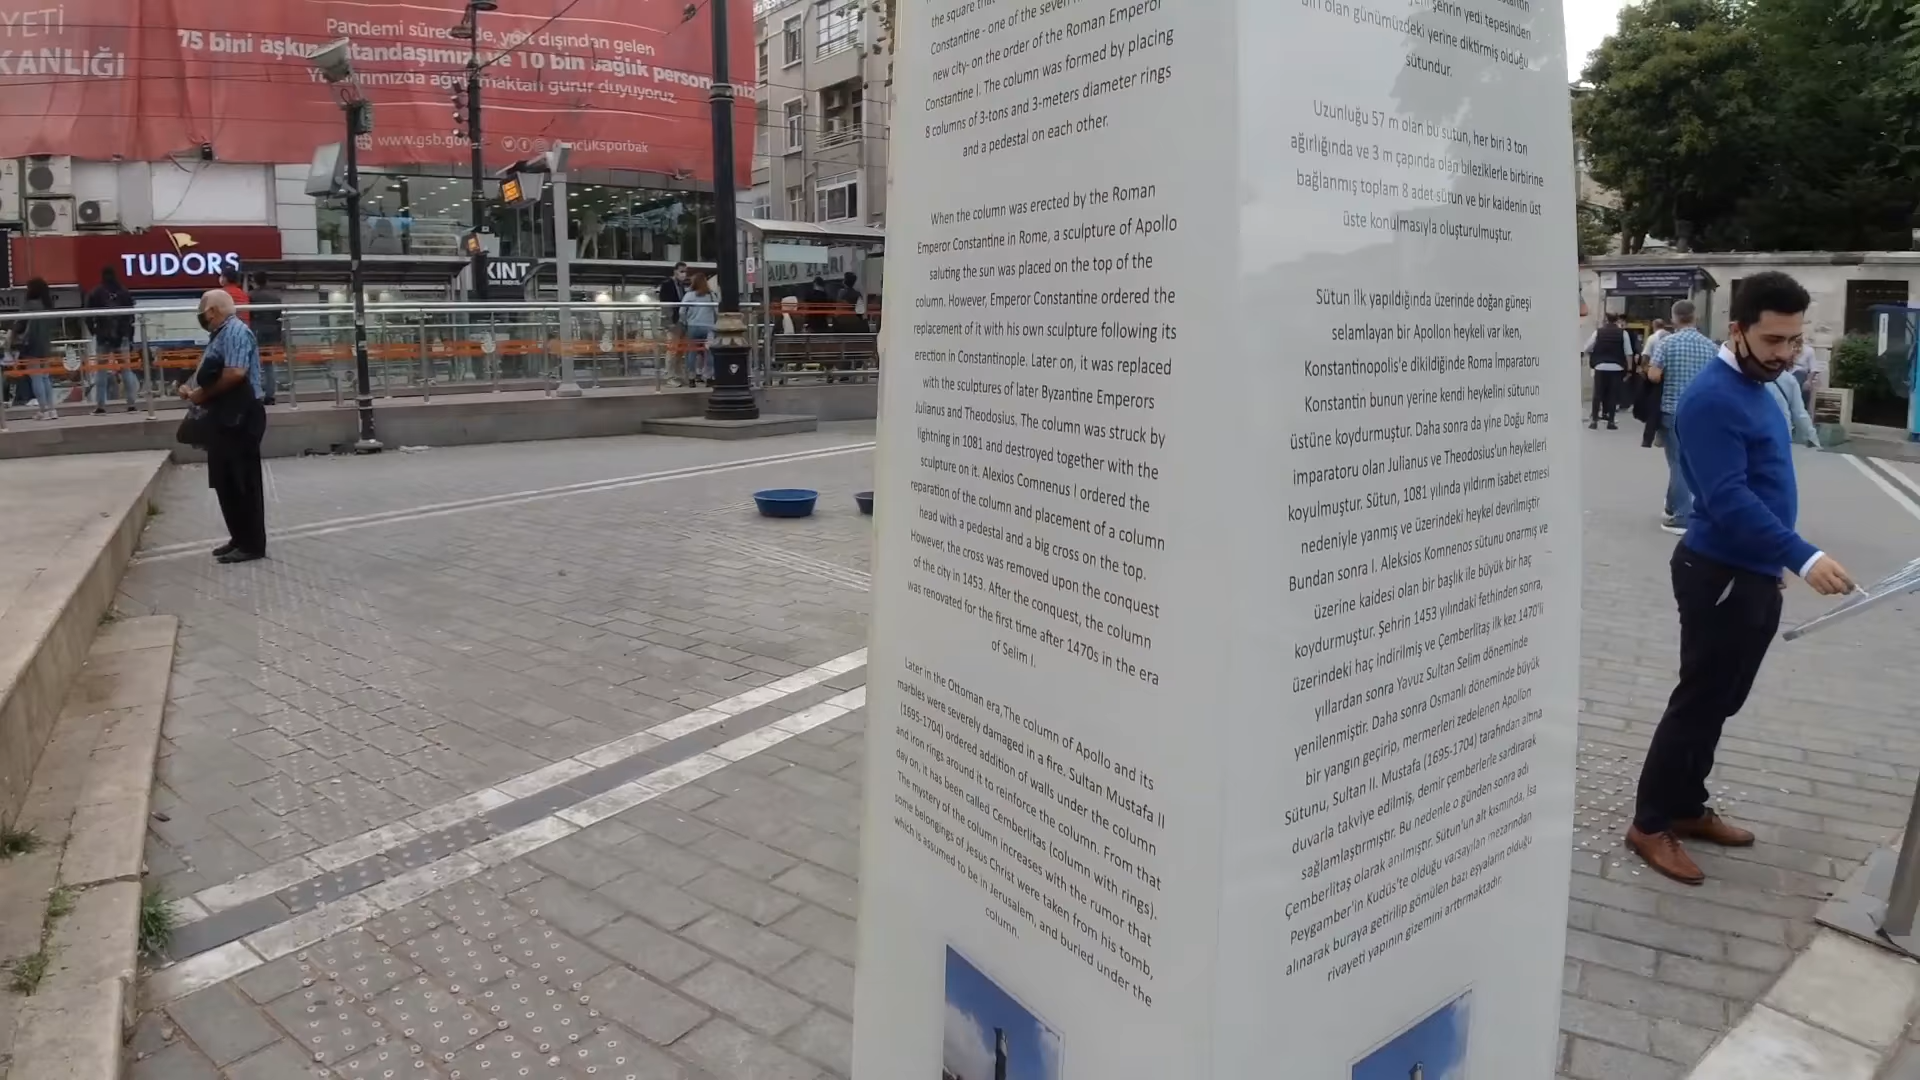 YETİ
KANLIĞI
75 bini aşkın
10 bin sağlık
www.gsb.gov
TUDORS
KINT
the square
Constantine - one of the seven
new city- on the order of the Roman Emperor
Constantine I. The column was formed by placing
8 columns of 3-tons and 3-meters diameter rings
and a pedestal on each other.
When the column was erected by the Roman
Emperor Constantine in Rome, a sculpture of Apollo
saluting the sun was placed on the top of the
column. However, Emperor Constantine ordered the
replacement of it with his own sculpture following its
erection in Constantinople. Later on, it was replaced
with the sculptures of later Byzantine Emperors
Julianus and Theodosius. The column was struck by
lightning in 1081 and destroyed together with the
sculpture on it. Alexios Comnenus I ordered the
reparation of the column and placement of a column
head with a pedestal and a big cross on the top.
However, the cross was removed upon the conquest
of the city in 1453. After the conquest, the column
was renovated for the first time after 1470s in the era
of Selim I.
Later in the Ottoman era, The column of Apollo and its
marbles were severely damaged in a fire. Sultan Mustafa II
(1695-1704) ordered addition of walls under the column
and iron rings around it to reinforce the column. From that
day on, it has been called Cemberlitas (column with rings).
The mystery of the column increases with the rumor that
some belongings of Jesus Christ were taken from his tomb,
which is assumed to be in Jerusalem, and buried under the
column.
şehrin yedi tepesinden
biri olan günümüzdeki yerine diktirmiş olduğu
sütundur.
Uzunluğu 57 m olan bu sütun, her biri 3 ton
ağırlığında ve 3 m çapında olan bileziklerle birbirine
bağlanmış toplam 8 adet sütun ve bir kaidenin üst
üste konulmasıyla oluşturulmuştur.
Sütun ilk yapıldığında üzerinde doğan güneşi
selamlayan bir Apollon heykeli var iken,
Konstantinopolis'e dikildiğinde Roma İmparatoru
Konstantin bunun yerine kendi heykelini sütunun
üstüne koydurmuştur. Daha sonra da yine Doğu Roma
imparatoru olan Julianus ve Theodosius'un heykelleri
koyulmuştur. Sütun, 1081 yılında yıldırım isabet etmesi
nedeniyle yanmış ve üzerindeki heykel devrilmiştir
Bundan sonra I. Aleksios Komnenos sütunu onarmış ve
üzerine kaidesi olan bir başlık ile büyük bir haç
koydurmuştur. Şehrin 1453 yılındaki fethinden sonra,
üzerindeki haç indirilmiş ve Çemberlitaş ilk kez 1470'li
yıllardan sonra Yavuz Sultan Selim döneminde
yenilenmiştir. Daha sonra Osmanlı döneminde büyük
bir yangın geçirip, mermerleri zedelenen Apollon
Sütunu, Sultan II. Mustafa (1695-1704) tarafından altına
duvarla takviye edilmiş, demir çemberlerle sardırarak
sağlamlaştırmıştır. Bu nedenle o günden sonra adı
Çemberlitaş olarak anılmıştır. Sütun'un alt kısmında, İsa
Peygamber'in Kudüs'te olduğu varsayılan mezarından
alınarak buraya getirilip gömülen bazı eşyaların olduğu
rivayeti yapının gizemini arttırmaktadır.